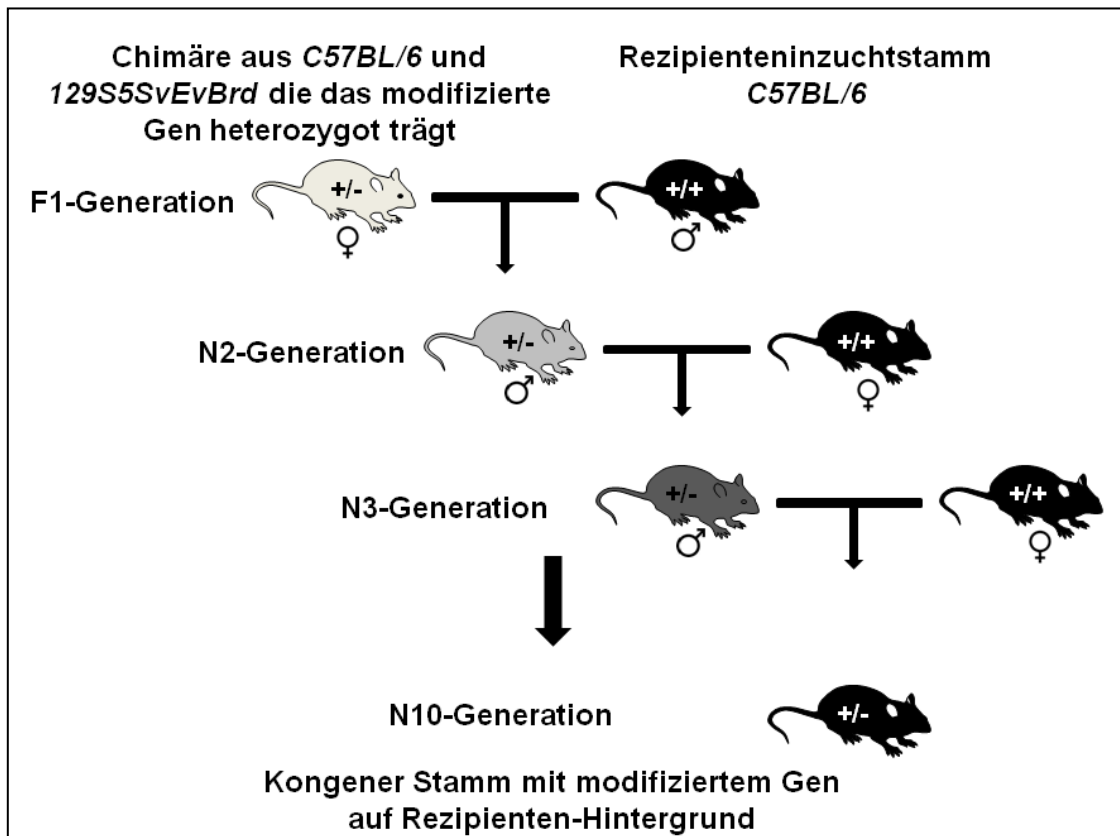 Chimäre aus C57BL/6 und
129S5SvEvBrd die das modifizierte
Gen heterozygot trägt
Rezipienteninzuchtstamm
C57BL/6
F1-Generation
+/-
♀
+/+
♂
N2-Generation
+/-
♂
+/+
♀
N3-Generation
+/-
♂
+/+
♀
N10-Generation
+/-
Kongener Stamm mit modifiziertem Gen
auf Rezipienten-Hintergrund